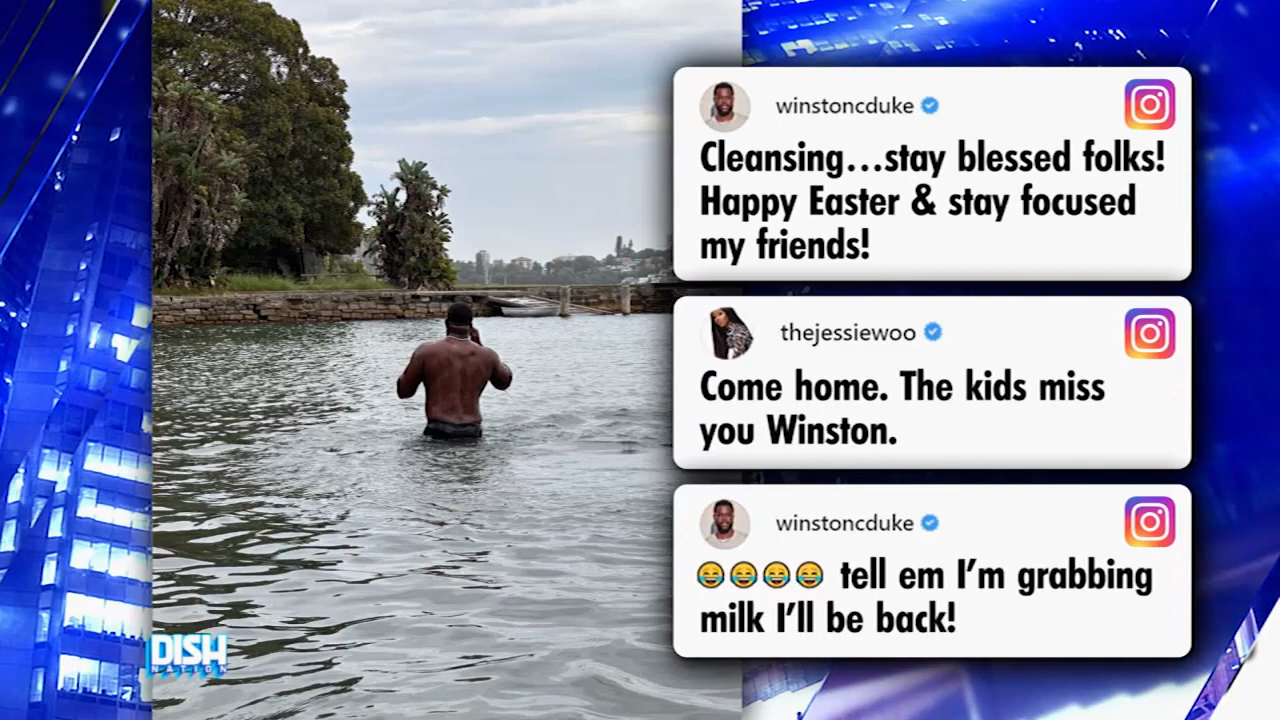 winstoncduke
Cleansing...stay blessed folks!
Happy Easter & stay focused
my friends!
thejessiewoo
Come home. The kids miss
you Winston.
winstoncduke
😂😂😂😂 tell em I'm grabbing
milk I'll be back!
DISH
NATION